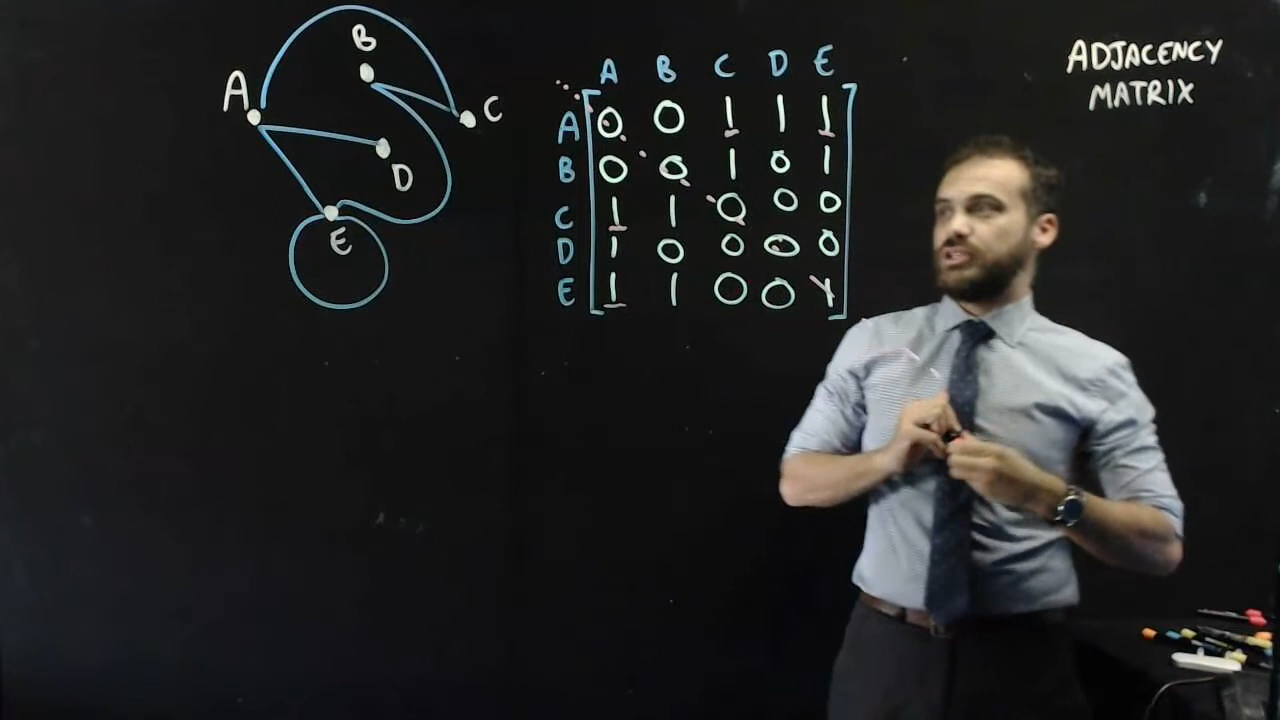 ADJACENCY
MATRIX
A
B
C
D
E
A B C D E
A 0 0 1 1 1
B 0 0 1 0 1
C 1 1 0 0 0
D 1 0 0 0 0
E 1 1 0 0 1